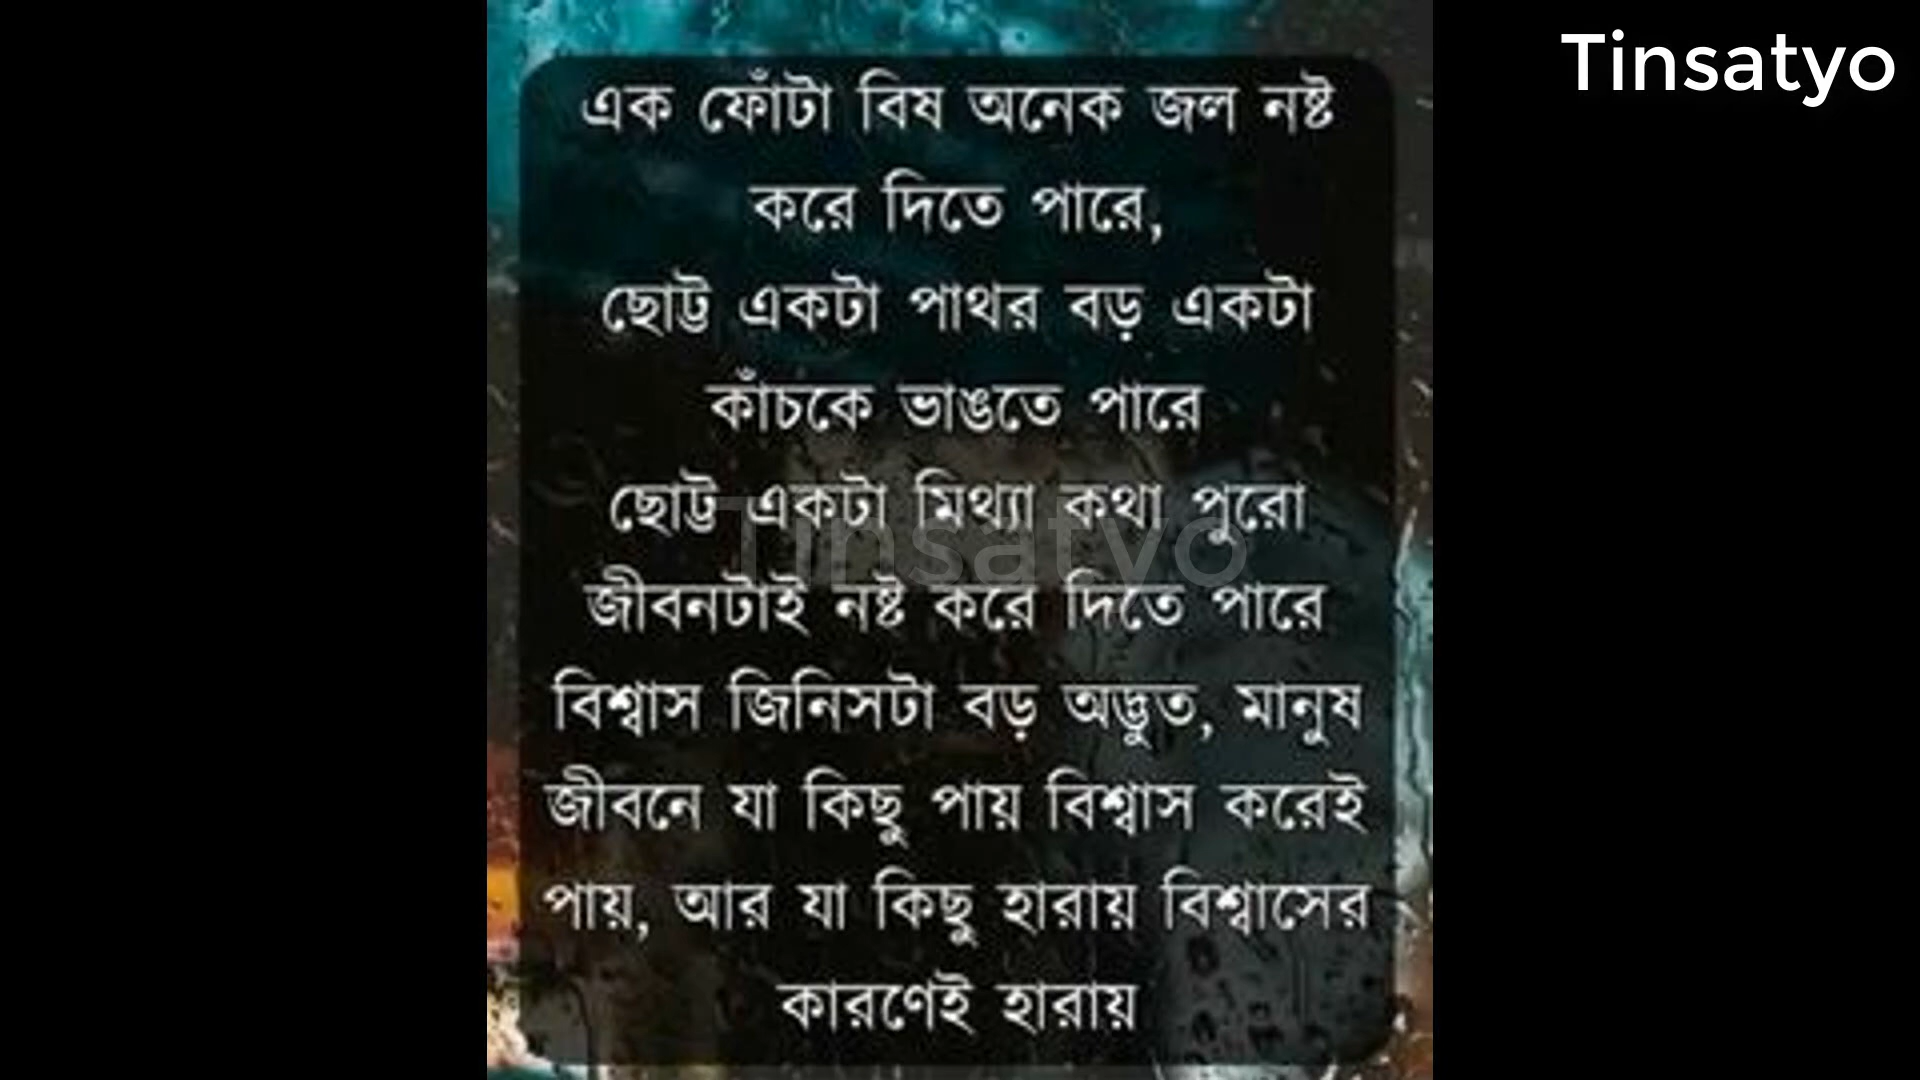 Tinsatyo
এক ফোঁটা বিষ অনেক জল নষ্ট
করে দিতে পারে,
ছোট্ট একটা পাথর বড় একটা
কাঁচকে ভাঙতে পারে
ছোট্ট একটা মিথ্যা কথা পুরো
Tinsatyo
জীবনটাই নষ্ট করে দিতে পারে
বিশ্বাস জিনিসটা বড় অদ্ভুত, মানুষ
জীবনে যা কিছু পায় বিশ্বাস করেই
পায়, আর যা কিছু হারায় বিশ্বাসের
কারণেই হারায়